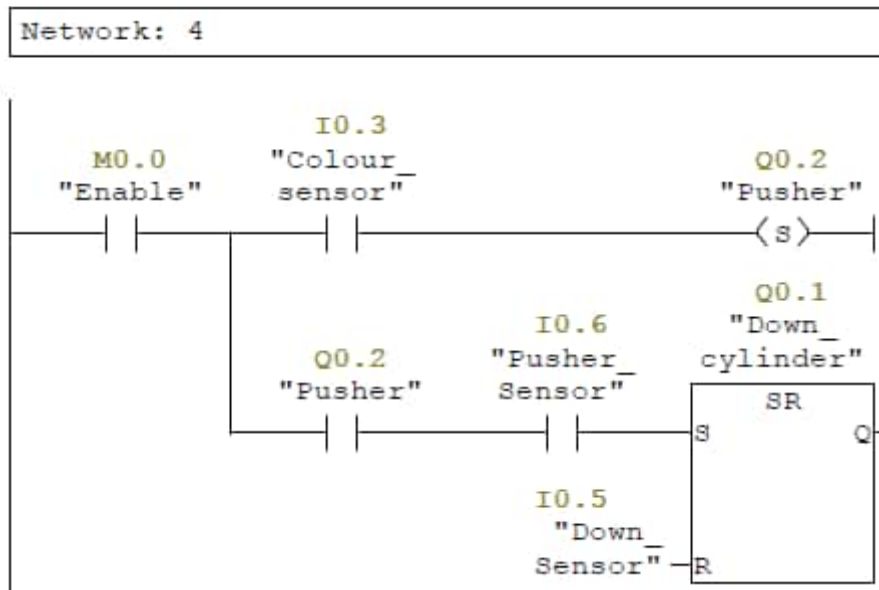 Network: 4
I0.3
M0.0 "Colour_ Q0.2
"Enable" sensor" "Pusher"
S
Q0.1
I0.6 "Down_
Q0.2 "Pusher_ cylinder"
"Pusher" Sensor" SR
S Q
I0.5
"Down_
Sensor" R